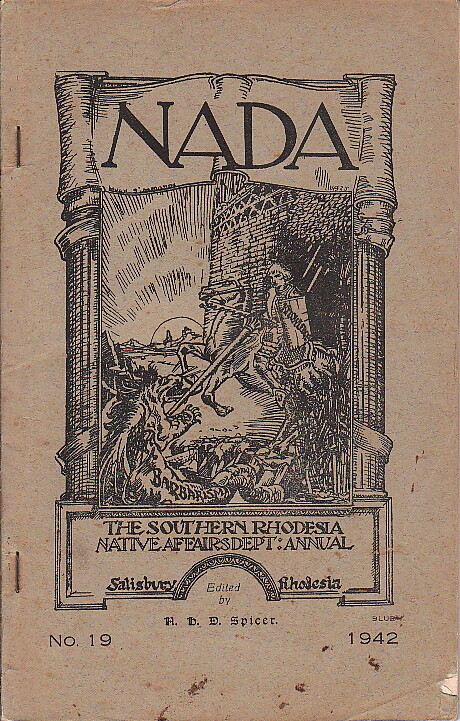 NADA
BARBARISM
THE SOUTHERN RHODESIA
NATIVE AFFAIRS DEPT: ANNUAL
Salisbury Edited Rhodesia
by
N. H. D. Spicer.
No. 19 1942